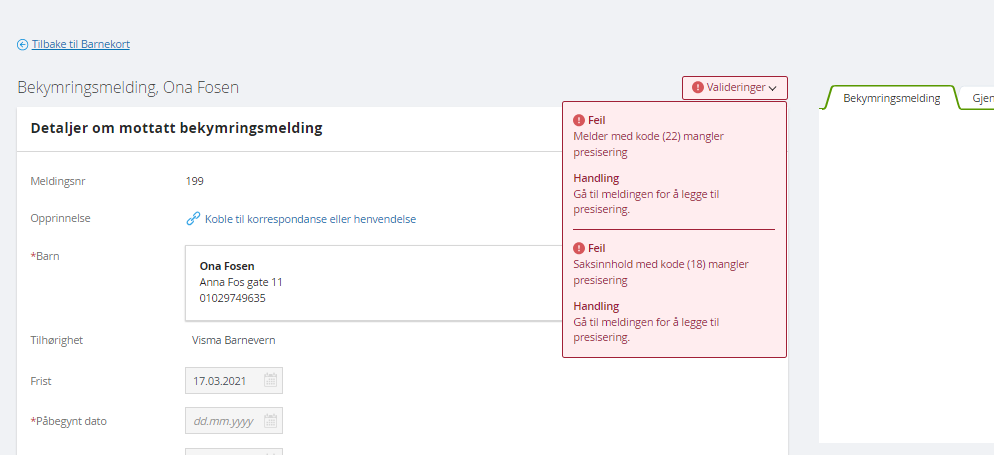 Tilbake til Barnekort
Bekymringsmelding, Ona Fosen
Valideringer
Detaljer om mottatt bekymringsmelding
Feil
Melder med kode (22) mangler
presisering
Handling
Gå til meldingen for å legge til
presisering.
Feil
Saksinnhold med kode (18) mangler
presisering
Handling
Gå til meldingen for å legge til
presisering.
Meldingsnr 199
Opprinnelse Koble til korrespondanse eller henvendelse
*Barn
Ona Fosen
Anna Fos gate 11
01029749635
Tilhørighet Visma Barnevern
Frist 17.03.2021
*Påbegynt dato dd.mm.yyyy
Bekymringsmelding
Gjen